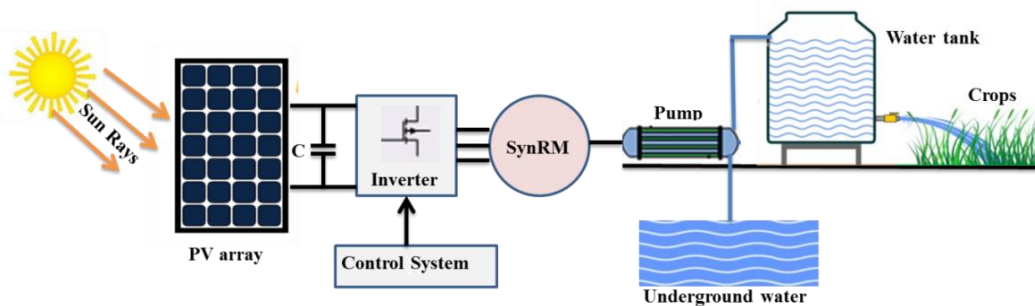 Sun Rays
PV array
C
Inverter
Control System
SynRM
Pump
Water tank
Crops
Underground water